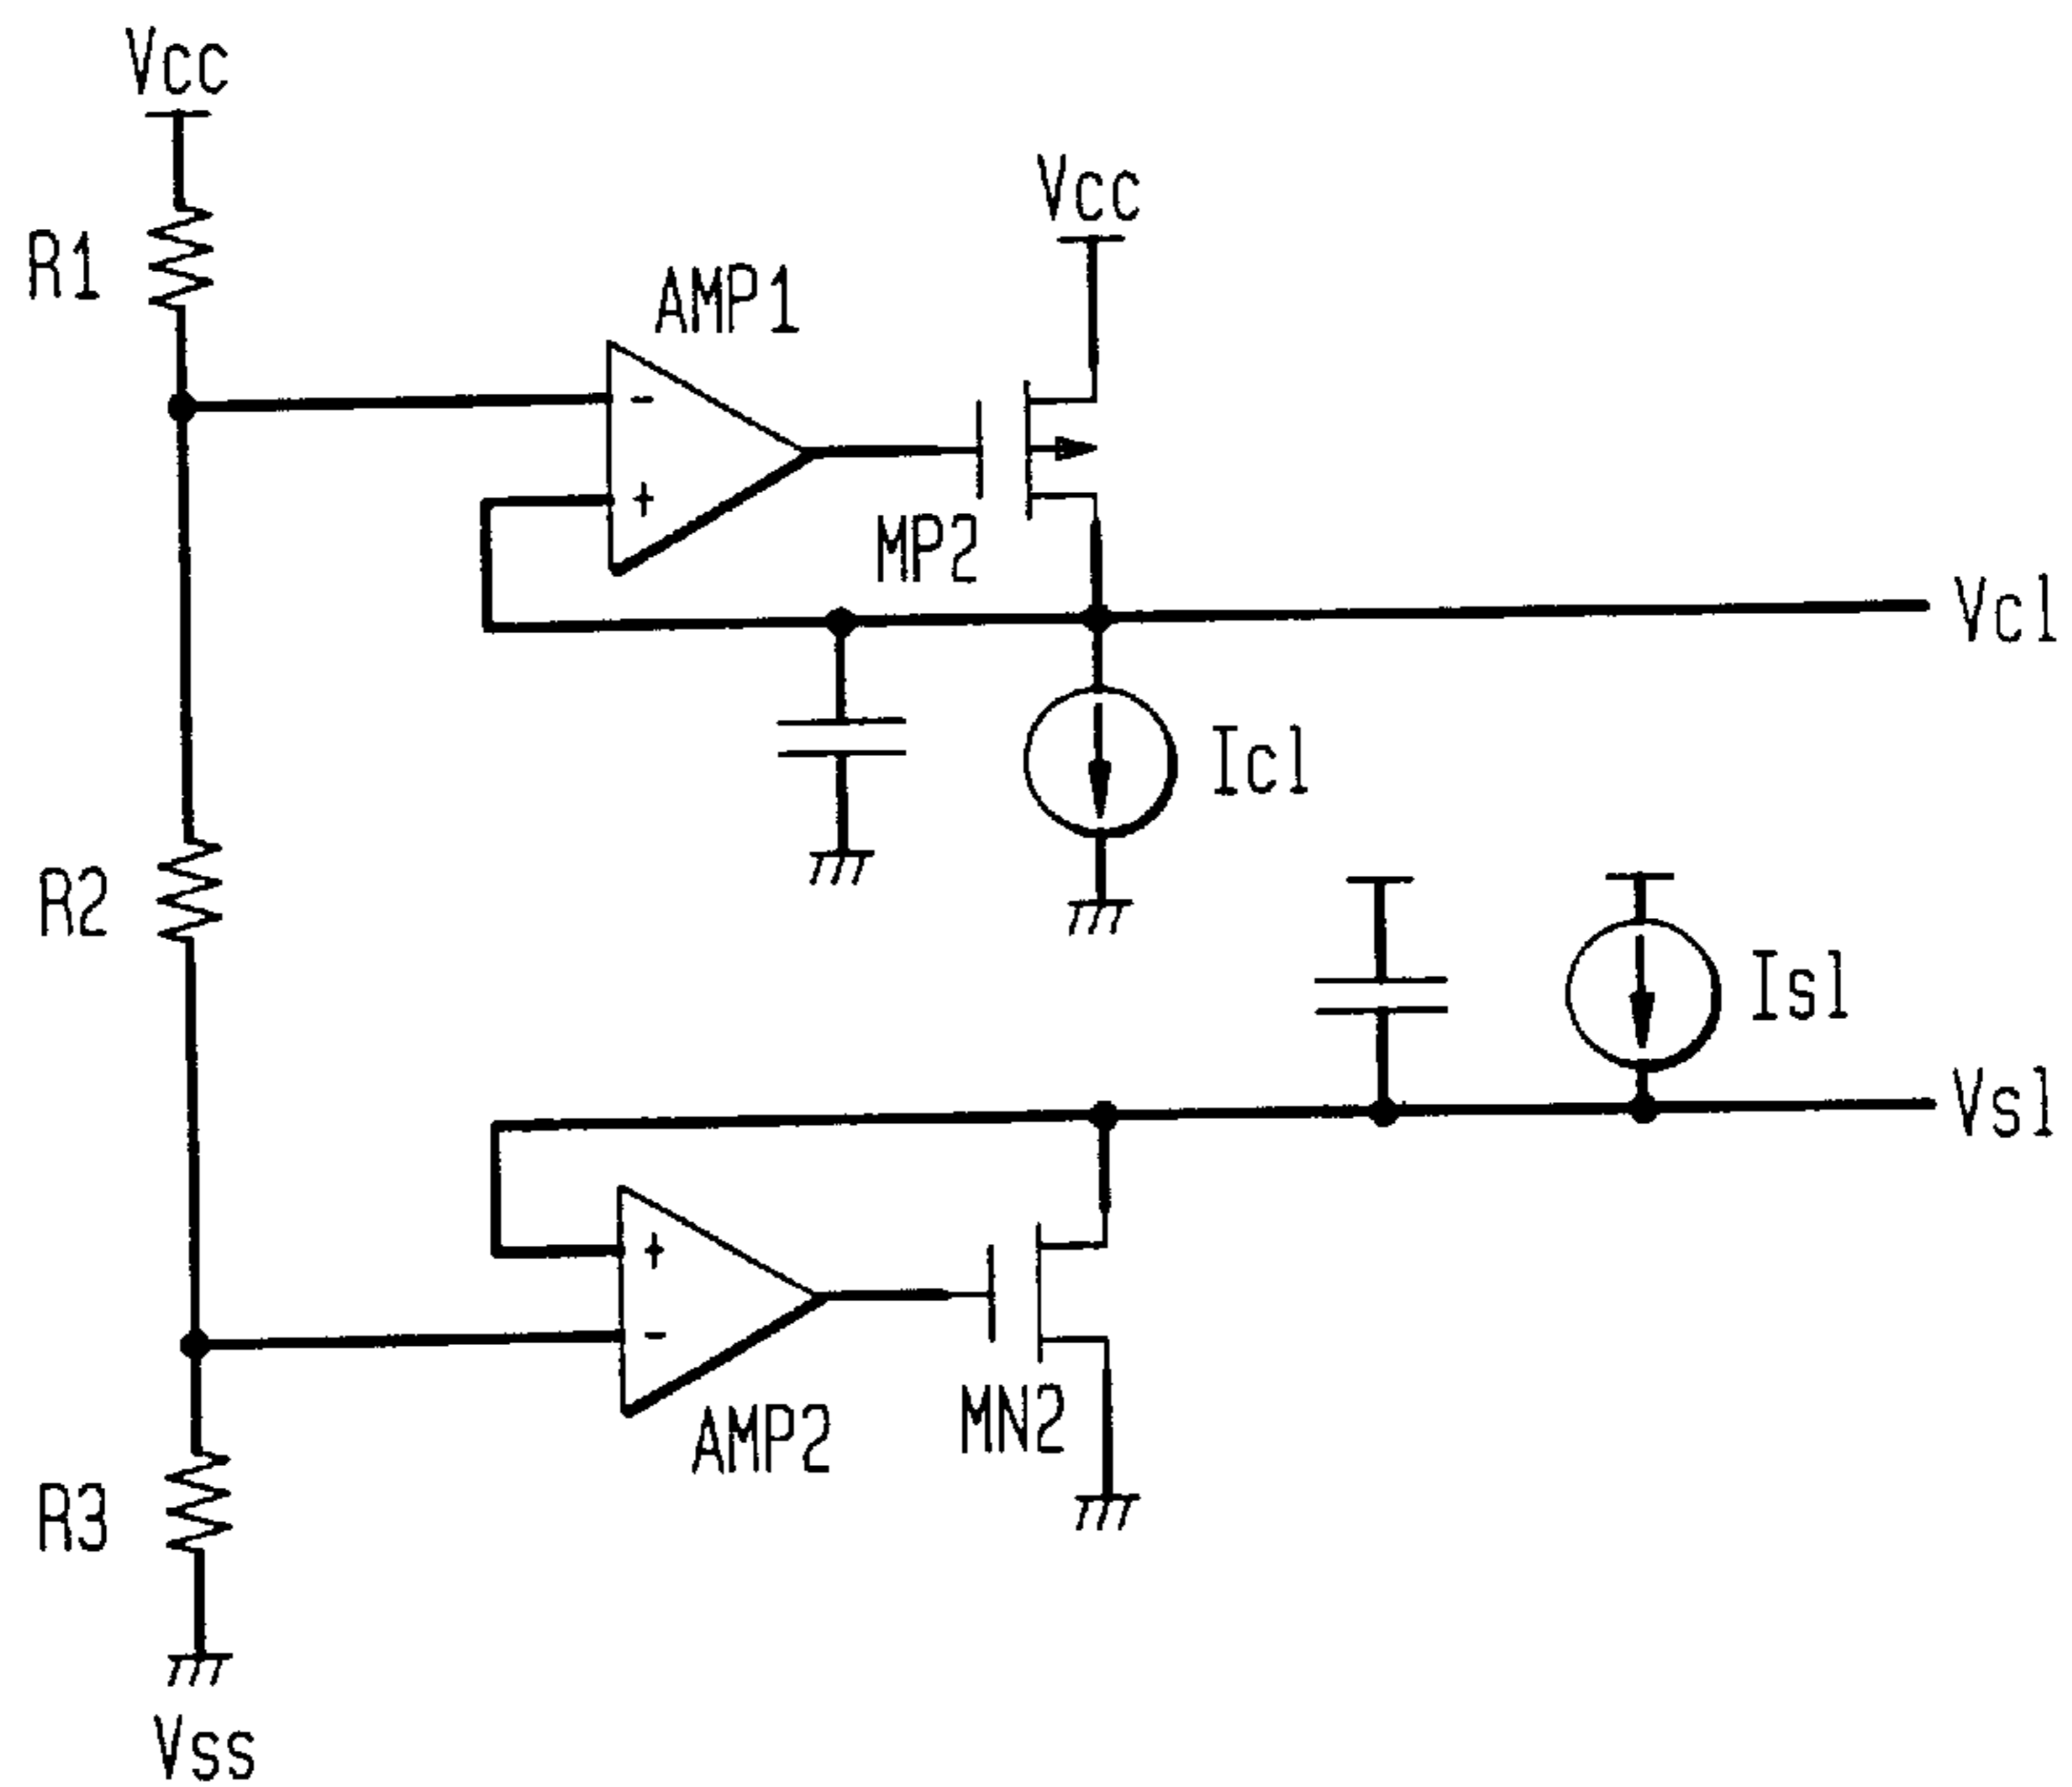 Vcc
Vcc
R1
AMP1
-
+
MP2
Vcl
Icl
R2
Isl
Vsl
+
-
MN2
AMP2
R3
Vss